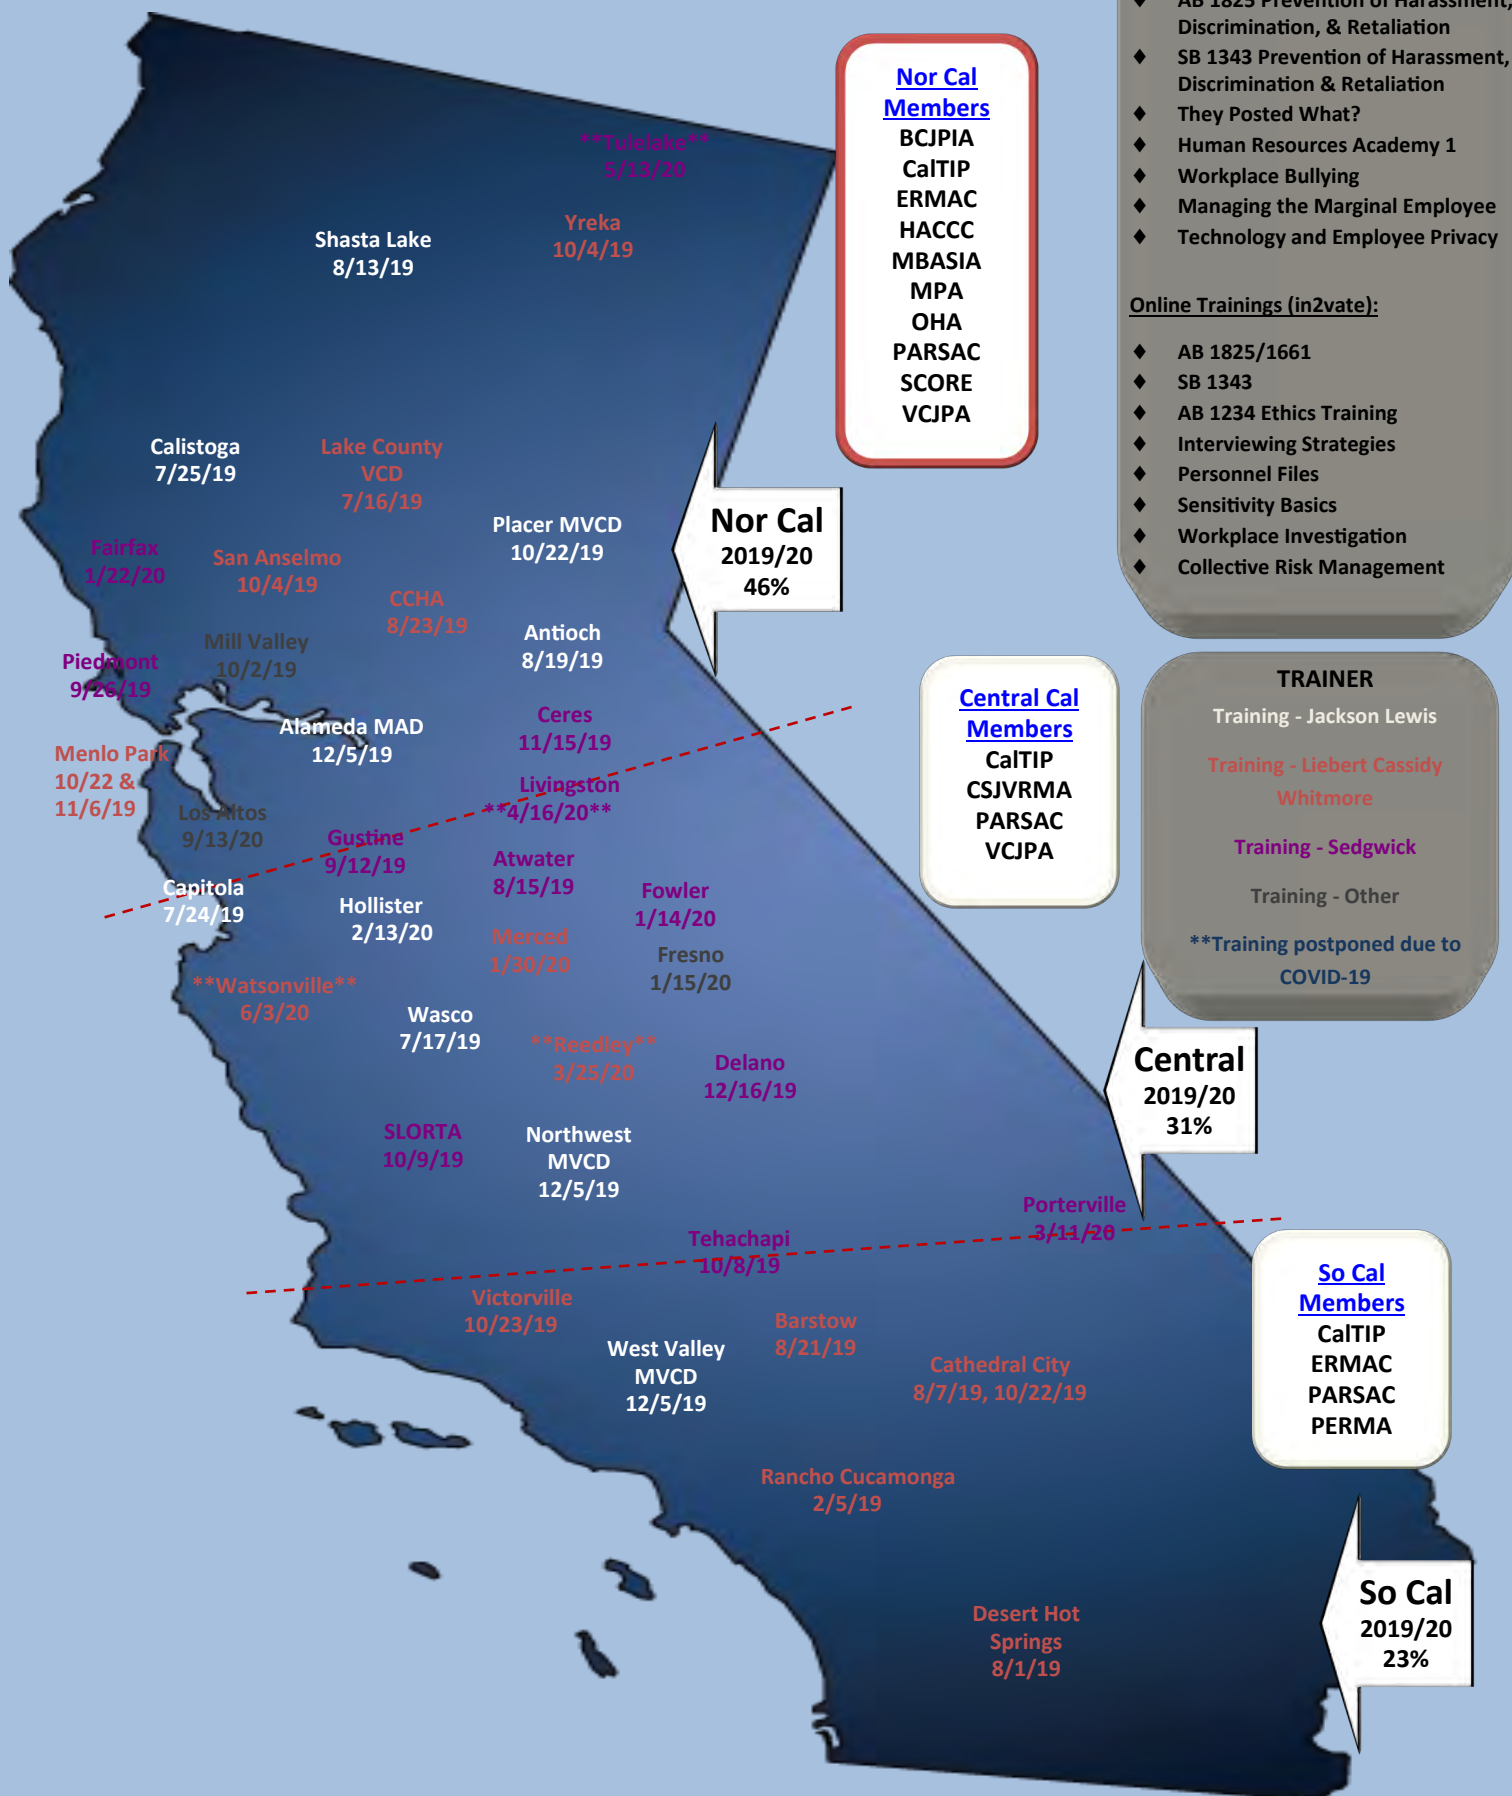 AB 1825 Prevention of Harassment,
Discrimination, & Retaliation
♦ SB 1343 Prevention of Harassment,
Discrimination & Retaliation
♦ They Posted What?
♦ Human Resources Academy 1
♦ Workplace Bullying
♦ Managing the Marginal Employee
♦ Technology and Employee Privacy
Online Trainings (in2vate):
♦ AB 1825/1661
♦ SB 1343
♦ AB 1234 Ethics Training
♦ Interviewing Strategies
♦ Personnel Files
♦ Sensitivity Basics
♦ Workplace Investigation
♦ Collective Risk Management
Nor Cal
Members
BCJPIA
CalTIP
ERMAC
HACCC
MBASIA
MPA
OHA
PARSAC
SCORE
VCJPA
**Tulelake**
5/13/20
Yreka
10/4/19
Shasta Lake
8/13/19
Calistoga
7/25/19
Lake County
VCD
7/16/19
Placer MVCD
10/22/19
Nor Cal
2019/20
46%
Fairfax
1/22/20
San Anselmo
10/4/19
CCHA
8/23/19
Antioch
8/19/19
Mill Valley
10/2/19
Piedmont
9/26/19
Alameda MAD
12/5/19
Ceres
11/15/19
Menlo Park
10/22 &
11/6/19
Los Altos
9/13/20
Livingston
**4/16/20**
Gustine
9/12/19
Atwater
8/15/19
Capitola
7/24/19
Hollister
2/13/20
Fowler
1/14/20
Merced
1/30/20
Fresno
1/15/20
**Watsonville**
6/3/20
Wasco
7/17/19
**Reedley**
3/25/20
Delano
12/16/19
SLORTA
10/9/19
Northwest
MVCD
12/5/19
Porterville
3/11/20
Tehachapi
10/8/19
Central Cal
Members
CalTIP
CSJVRMA
PARSAC
VCJPA
TRAINER
Training - Jackson Lewis
Training - Liebert Cassidy
Whitmore
Training - Sedgwick
Training - Other
**Training postponed due to
COVID-19
Central
2019/20
31%
Victorville
10/23/19
Barstow
8/21/19
West Valley
MVCD
12/5/19
Cathedral City
8/7/19, 10/22/19
Rancho Cucamonga
2/5/19
Desert Hot
Springs
8/1/19
So Cal
Members
CalTIP
ERMAC
PARSAC
PERMA
So Cal
2019/20
23%